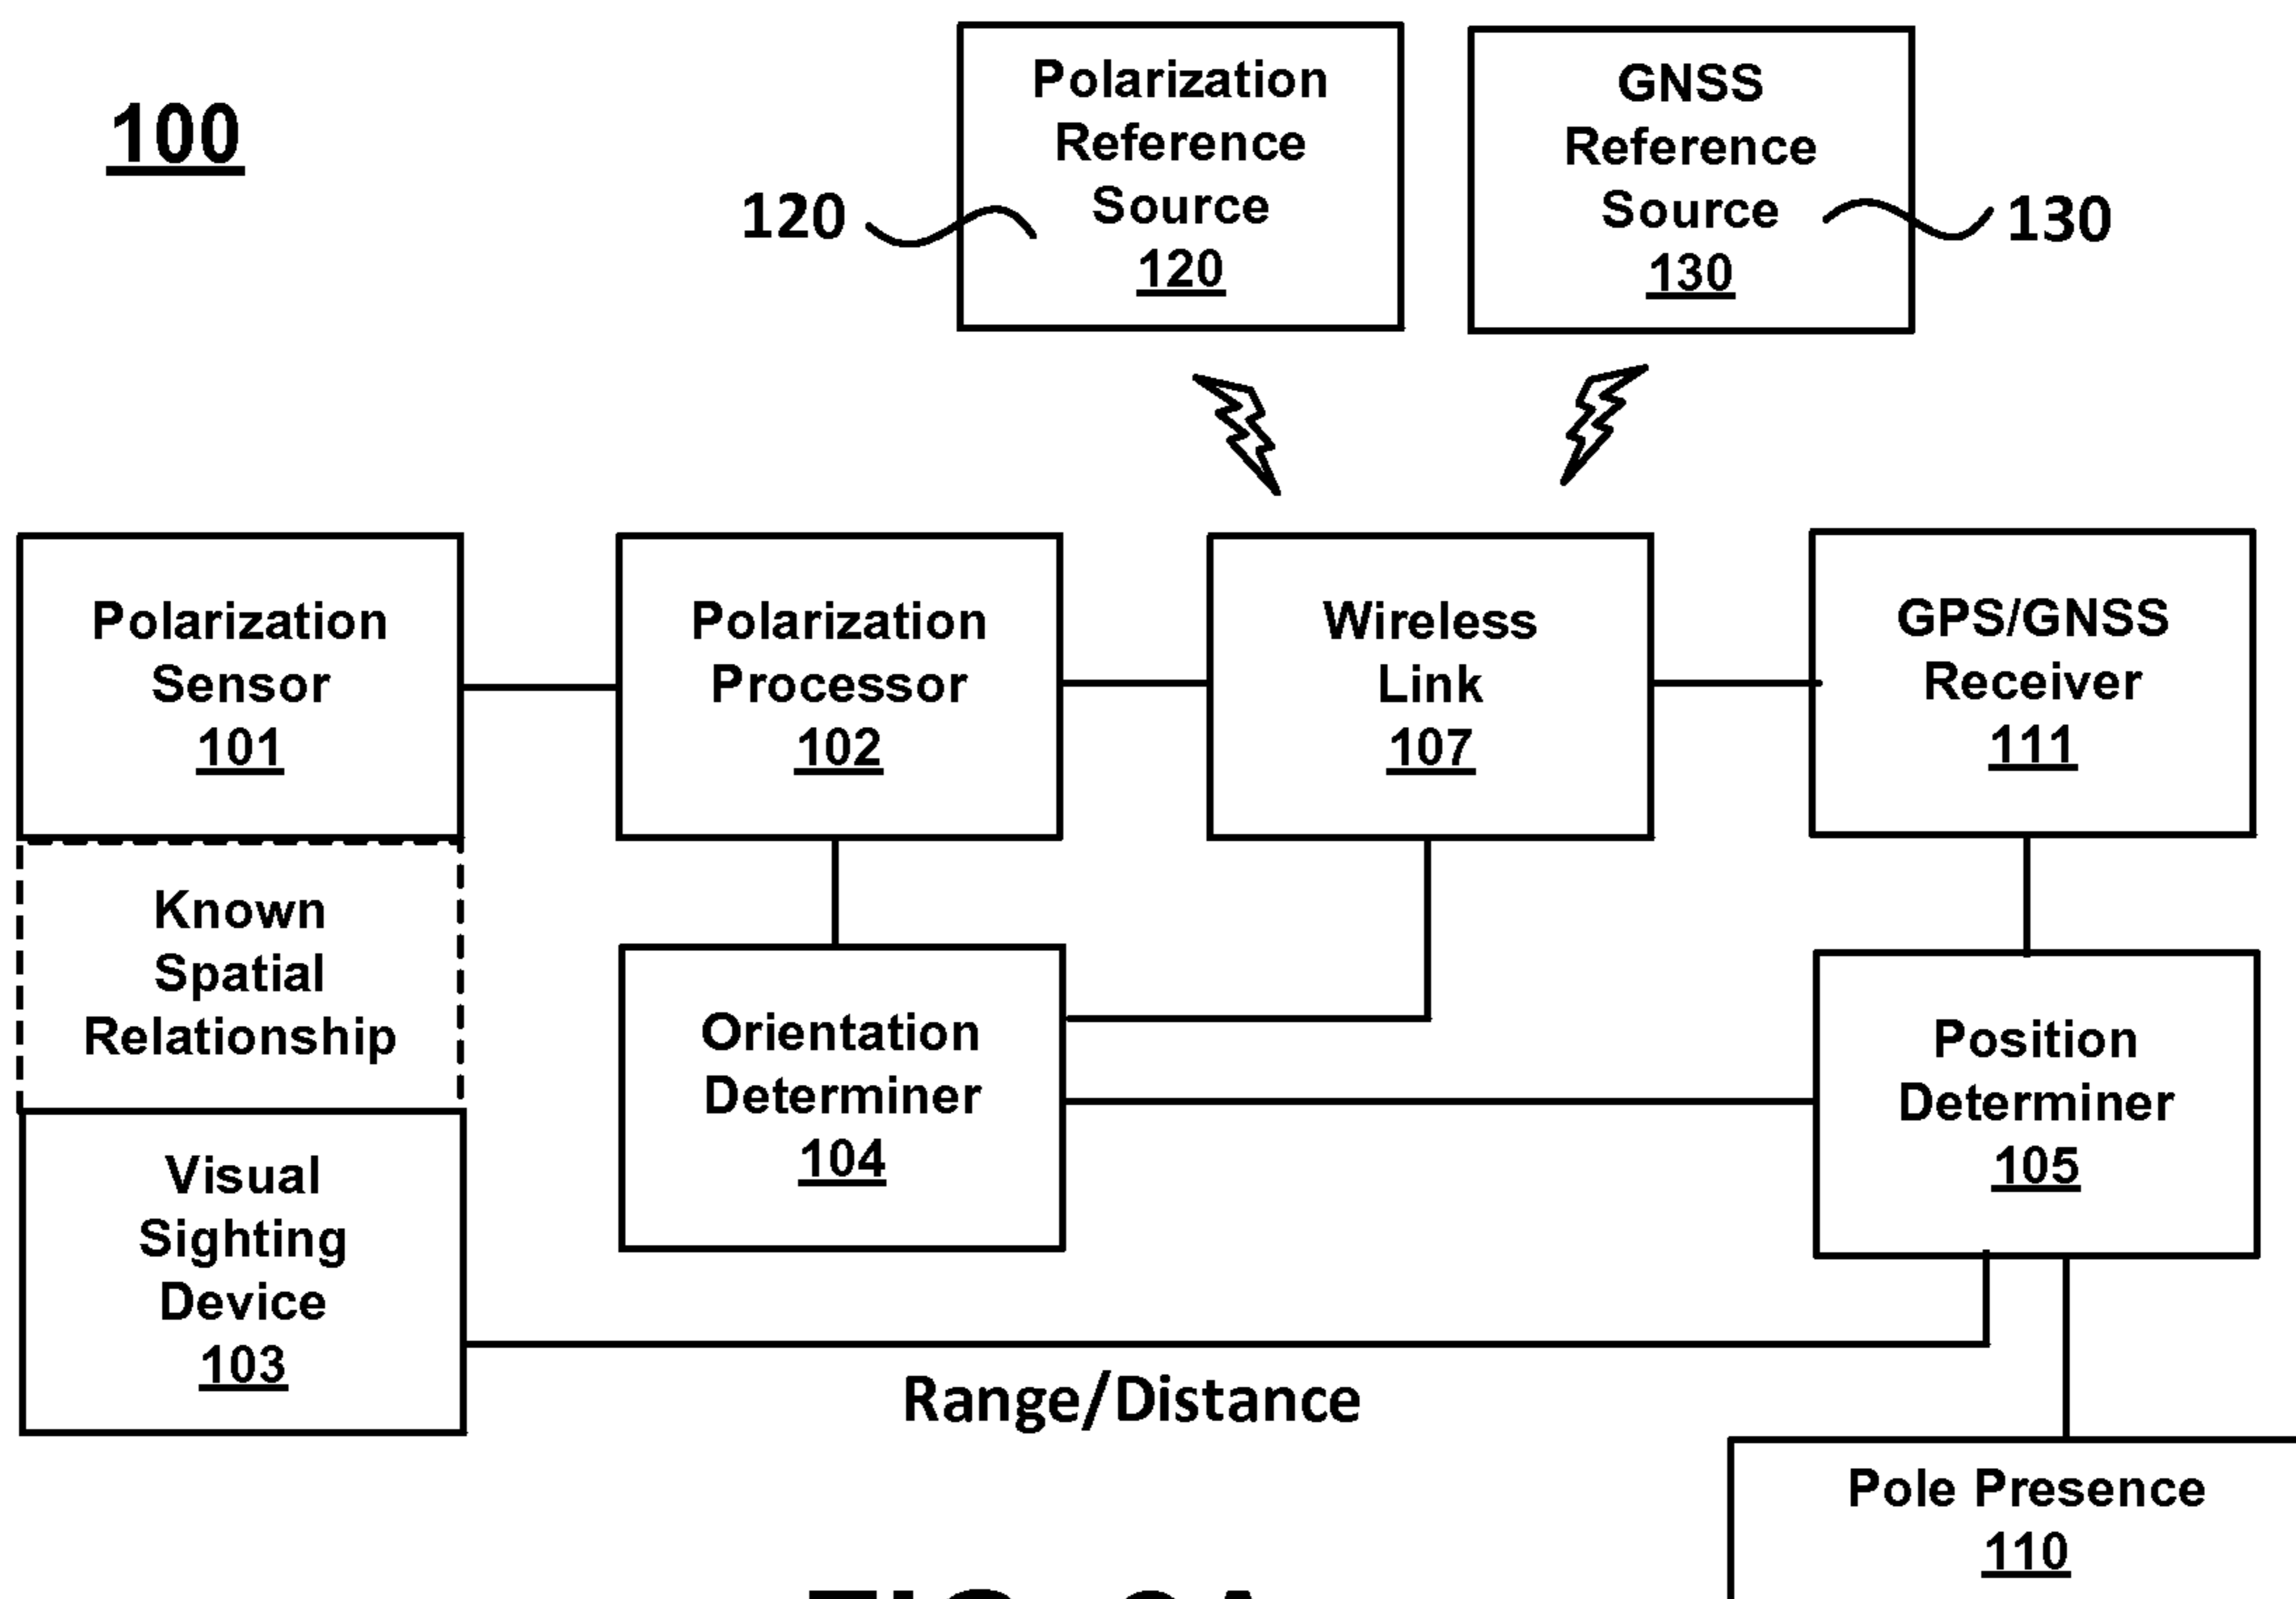 100
Polarization
Reference
Source
120
120
GNSS
Reference
Source
130
130
Polarization
Sensor
101
Polarization
Processor
102
Wireless
Link
107
GPS/GNSS
Receiver
111
Known
Spatial
Relationship
Orientation
Determiner
104
Position
Determiner
105
Visual
Sighting
Device
103
Range/Distance
Pole Presence
110